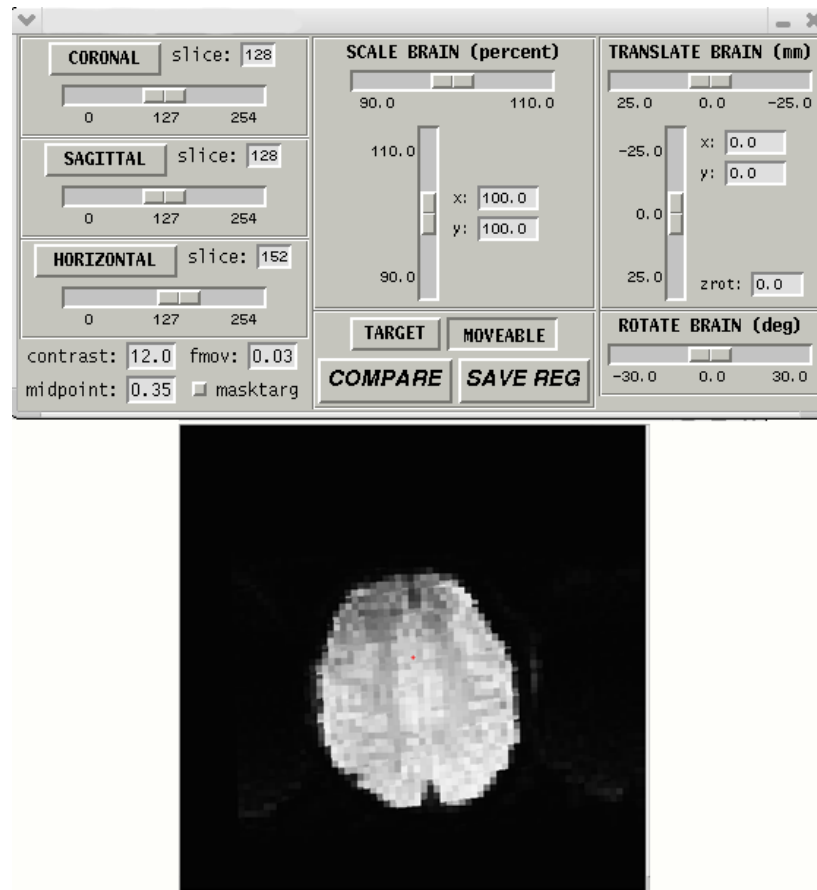 CORONAL slice: 128
0 127 254
SAGITTAL slice: 128
0 127 254
HORIZONTAL slice: 152
0 127 254
contrast: 12.0 fmov: 0.03
midpoint: 0.35 masktarg
SCALE BRAIN (percent)
90.0 110.0
110.0
x: 100.0
y: 100.0
90.0
TARGET MOVEABLE
COMPARE SAVE REG
TRANSLATE BRAIN (mm)
25.0 0.0 -25.0
-25.0
x: 0.0
y: 0.0
0.0
25.0
zrot: 0.0
ROTATE BRAIN (deg)
-30.0 0.0 30.0